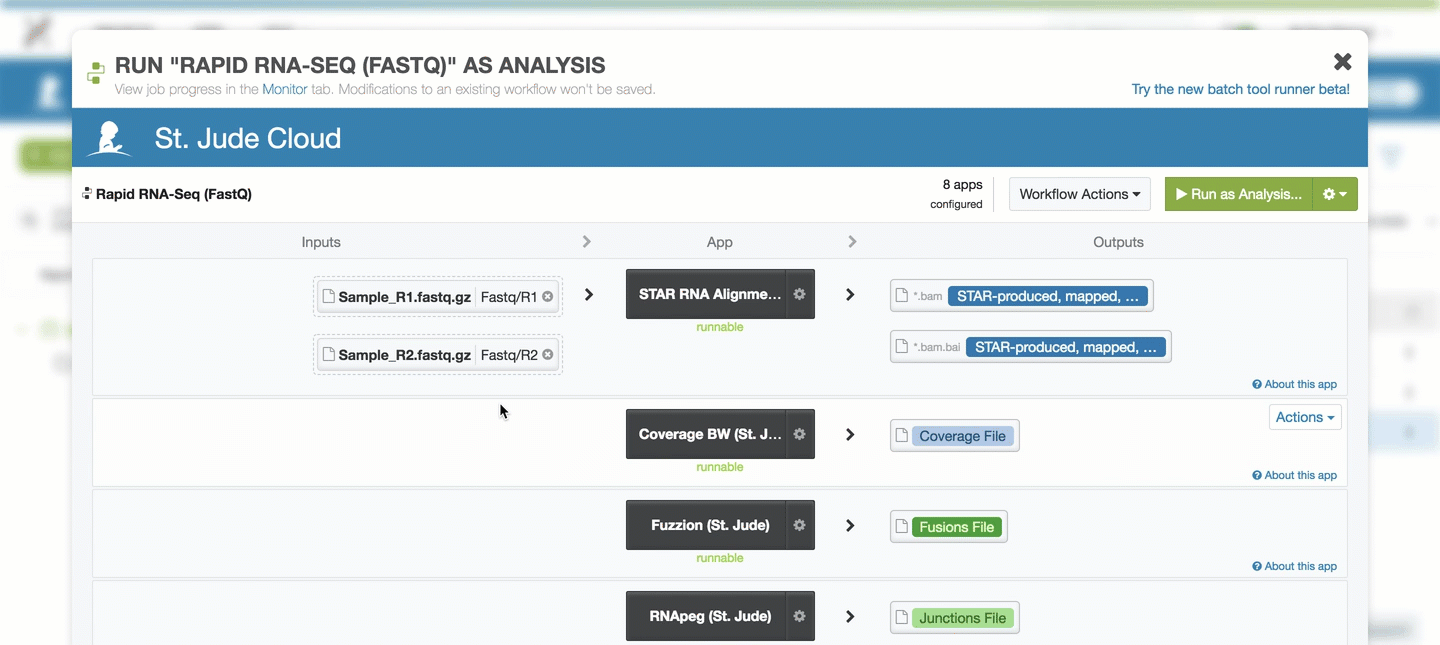 RUN "RAPID RNA-SEQ (FASTQ)" AS ANALYSIS
View job progress in the Monitor tab. Modifications to an existing workflow won't be saved.
Try the new batch tool runner beta!
St. Jude Cloud
Rapid RNA-Seq (FastQ)
8 apps
configured
Workflow Actions
Run as Analysis...
Inputs
App
Outputs
Sample_R1.fastq.gz Fastq/R1
STAR RNA Alignme...
runnable
*.bam STAR-produced, mapped, ...
Sample_R2.fastq.gz Fastq/R2
*.bam.bai STAR-produced, mapped, ...
About this app
Actions
Coverage BW (St. J...
runnable
Coverage File
About this app
Fuzzion (St. Jude)
runnable
Fusions File
About this app
RNApeg (St. Jude)
Junctions File